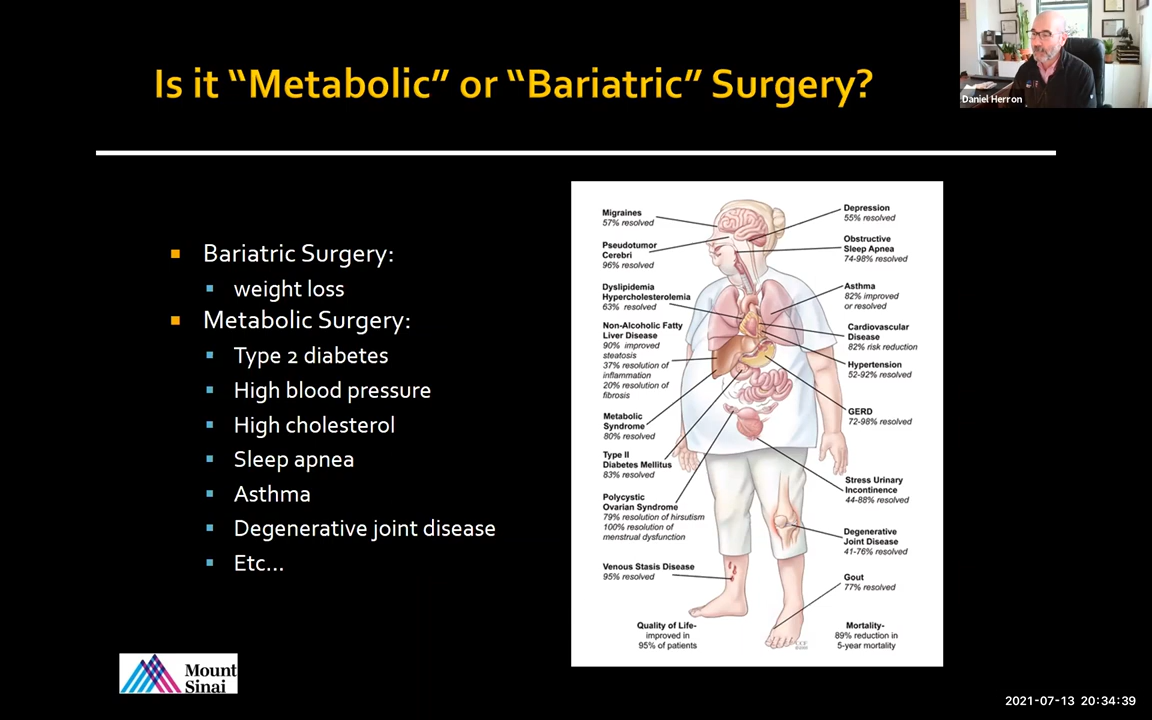 Is it “Metabolic” or “Bariatric” Surgery?
Daniel Herron
Bariatric Surgery:
weight loss
Metabolic Surgery:
Type 2 diabetes
High blood pressure
High cholesterol
Sleep apnea
Asthma
Degenerative joint disease
Etc...
Migraines
57% resolved
Pseudotumor
Cerebri
96% resolved
Dyslipidemia
Hypercholesterolemia
63% resolved
Non-Alcoholic Fatty
Liver Disease
90% improved
steatosis
37% resolution of
inflammation
20% resolution of
fibrosis
Metabolic
Syndrome
80% resolved
Type II
Diabetes Mellitus
83% resolved
Polycystic
Ovarian Syndrome
79% resolution of hirsutism
100% resolution of
menstrual dysfunction
Venous Stasis Disease
95% resolved
Quality of Life-
improved in
95% of patients
Depression
55% resolved
Obstructive
Sleep Apnea
74-98% resolved
Asthma
82% improved
or resolved
Cardiovascular
Disease
82% risk reduction
Hypertension
52-92% resolved
GERD
72-98% resolved
Stress Urinary
Incontinence
44-88% resolved
Degenerative
Joint Disease
41-76% resolved
Gout
77% resolved
Mortality-
89% reduction in
5-year mortality
Mount
Sinai
2021-07-13 20:34:39